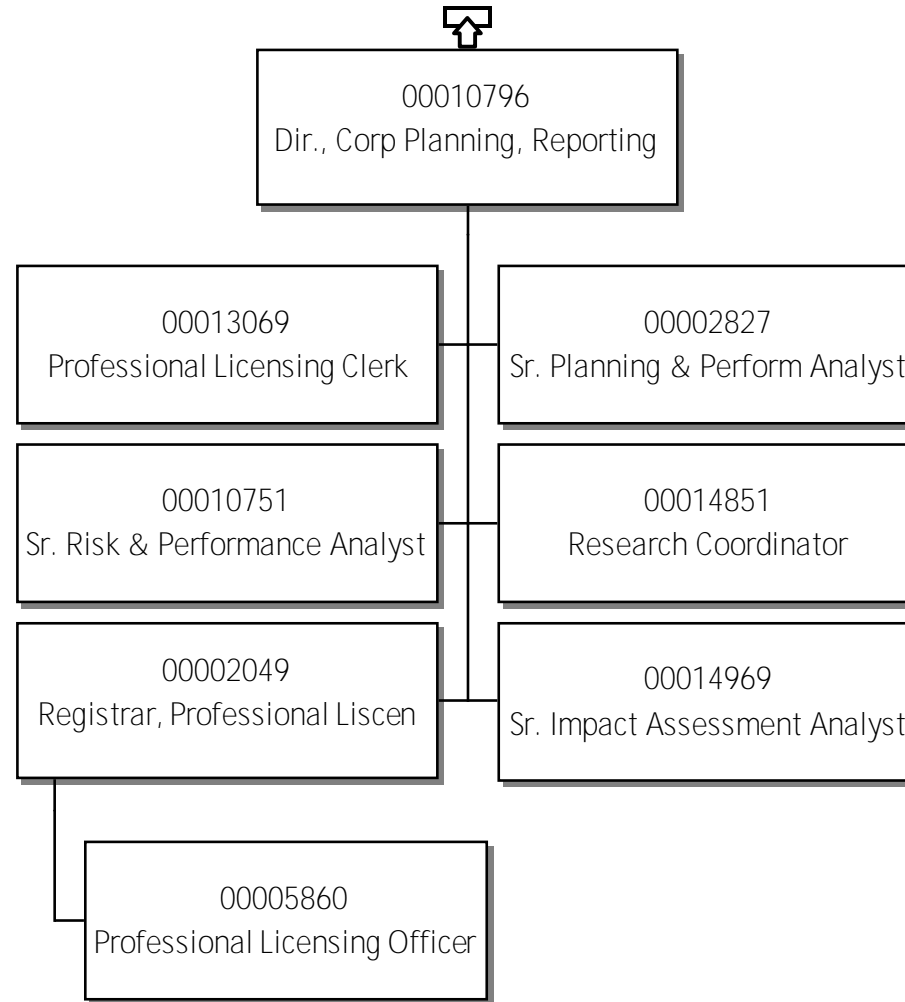 00010796
Dir., Corp Planning, Reporting
00013069
Professional Licensing Clerk
00002827
Sr. Planning & Perform Analyst
00010751
Sr. Risk & Performance Analyst
00014851
Research Coordinator
00002049
Registrar, Professional Liscen
00014969
Sr. Impact Assessment Analyst
00005860
Professional Licensing Officer